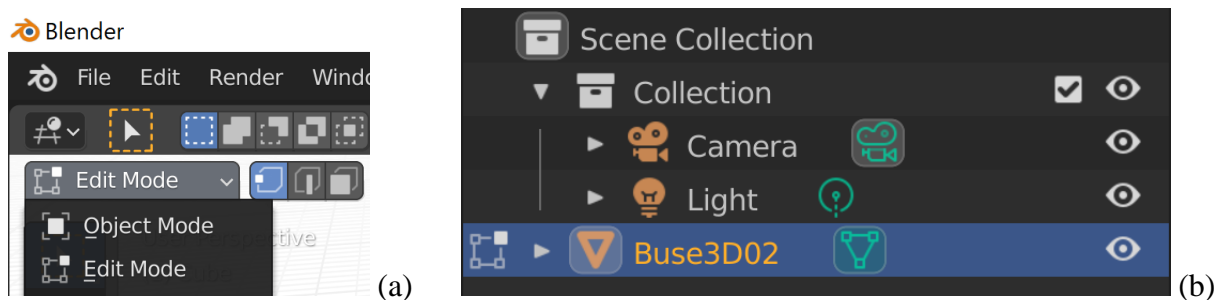 Blender
File Edit Render Windo
Edit Mode
Object Mode
Edit Mode
(a)
Scene Collection
Collection
Camera
Light
Buse3D02
(b)